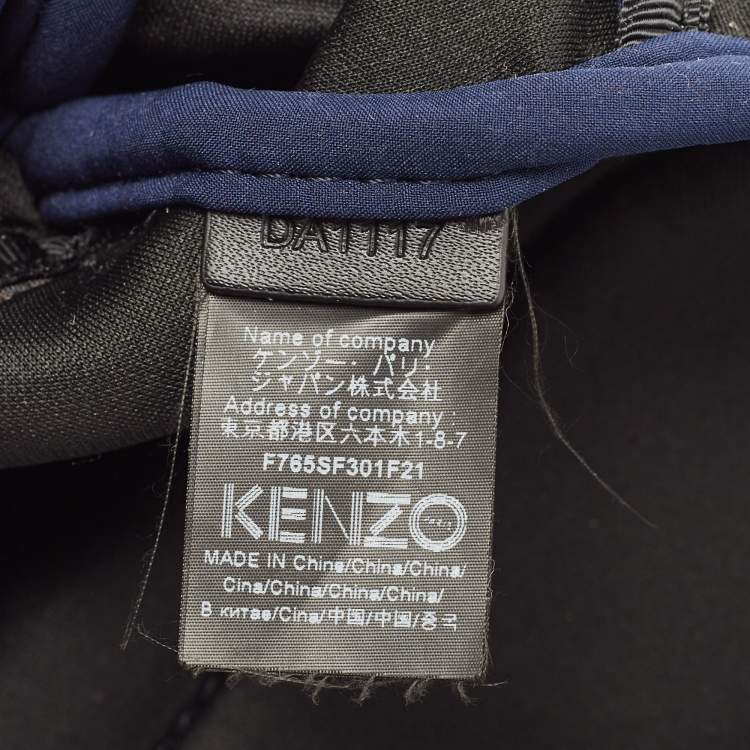 DA1117
Name of company
ケンゾー・パリ・
ジャパン株式会社
Address of company :
東京都港区六本木1-8-7
F765SF301F21
KENZO
MADE IN China/China/China/
Cina/China/China/China/
В китае/Cina/中国/中国/중국